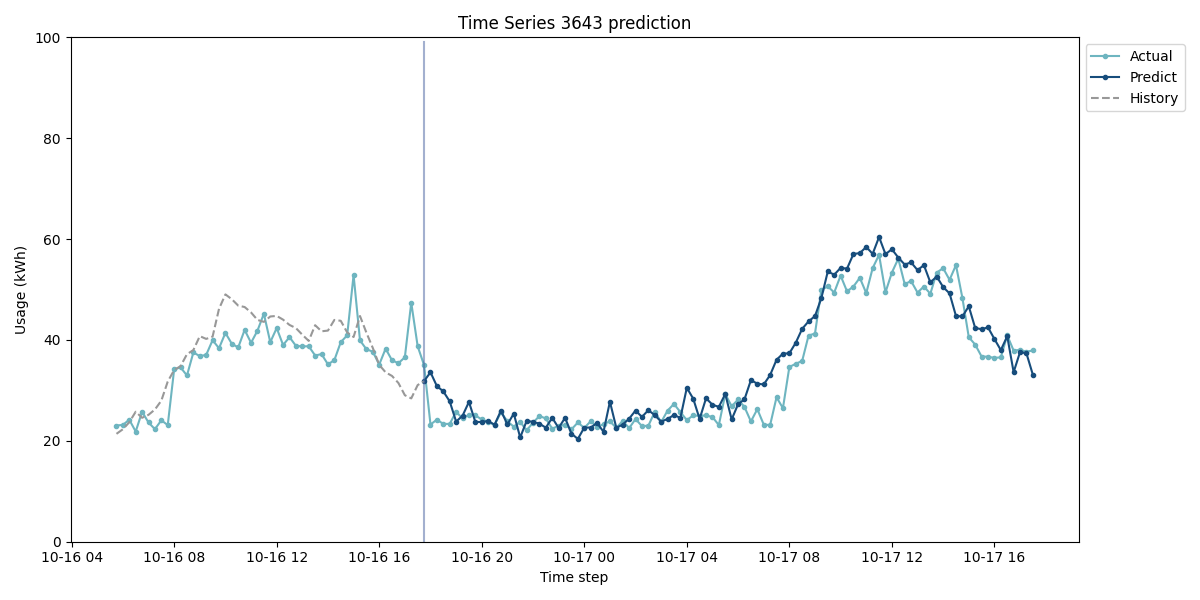 Time Series 3643 prediction
100
80
60
40
20
0
Usage (kWh)
10-16 04
10-16 08
10-16 12
10-16 16
10-16 20
10-17 00
10-17 04
10-17 08
10-17 12
10-17 16
Time step
Actual
Predict
History